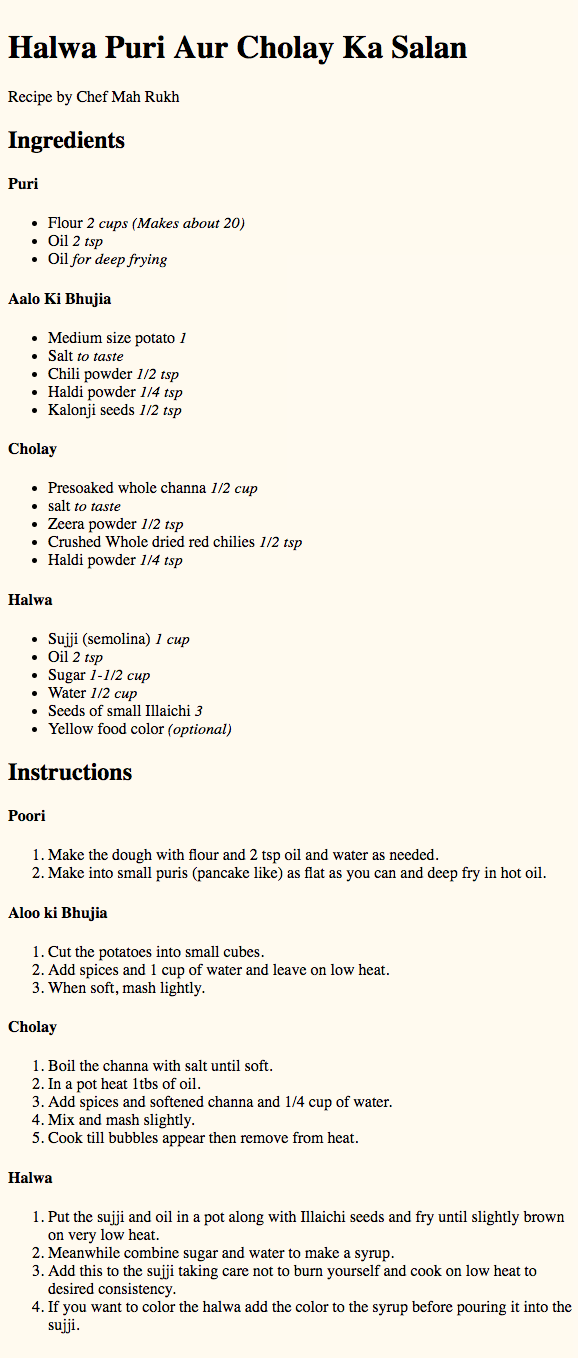 Halwa Puri Aur Cholay Ka Salan
Recipe by Chef Mah Rukh
Ingredients
Puri
• Flour 2 cups (Makes about 20)
• Oil 2 tsp
• Oil for deep frying
Aalo Ki Bhujia
• Medium size potato 1
• Salt to taste
• Chili powder 1/2 tsp
• Haldi powder 1/4 tsp
• Kalonji seeds 1/2 tsp
Cholay
• Presoaked whole channa 1/2 cup
• salt to taste
• Zeera powder 1/2 tsp
• Crushed Whole dried red chilies 1/2 tsp
• Haldi powder 1/4 tsp
Halwa
• Sujji (semolina) 1 cup
• Oil 2 tsp
• Sugar 1-1/2 cup
• Water 1/2 cup
• Seeds of small Illaichi 3
• Yellow food color (optional)
Instructions
Poori
1. Make the dough with flour and 2 tsp oil and water as needed.
2. Make into small puris (pancake like) as flat as you can and deep fry in hot oil.
Aloo ki Bhujia
1. Cut the potatoes into small cubes.
2. Add spices and 1 cup of water and leave on low heat.
3. When soft, mash lightly.
Cholay
1. Boil the channa with salt until soft.
2. In a pot heat 1tbs of oil.
3. Add spices and softened channa and 1/4 cup of water.
4. Mix and mash slightly.
5. Cook till bubbles appear then remove from heat.
Halwa
1. Put the sujji and oil in a pot along with Illaichi seeds and fry until slightly brown
on very low heat.
2. Meanwhile combine sugar and water to make a syrup.
3. Add this to the sujji taking care not to burn yourself and cook on low heat to
desired consistency.
4. If you want to color the halwa add the color to the syrup before pouring it into the
sujji.